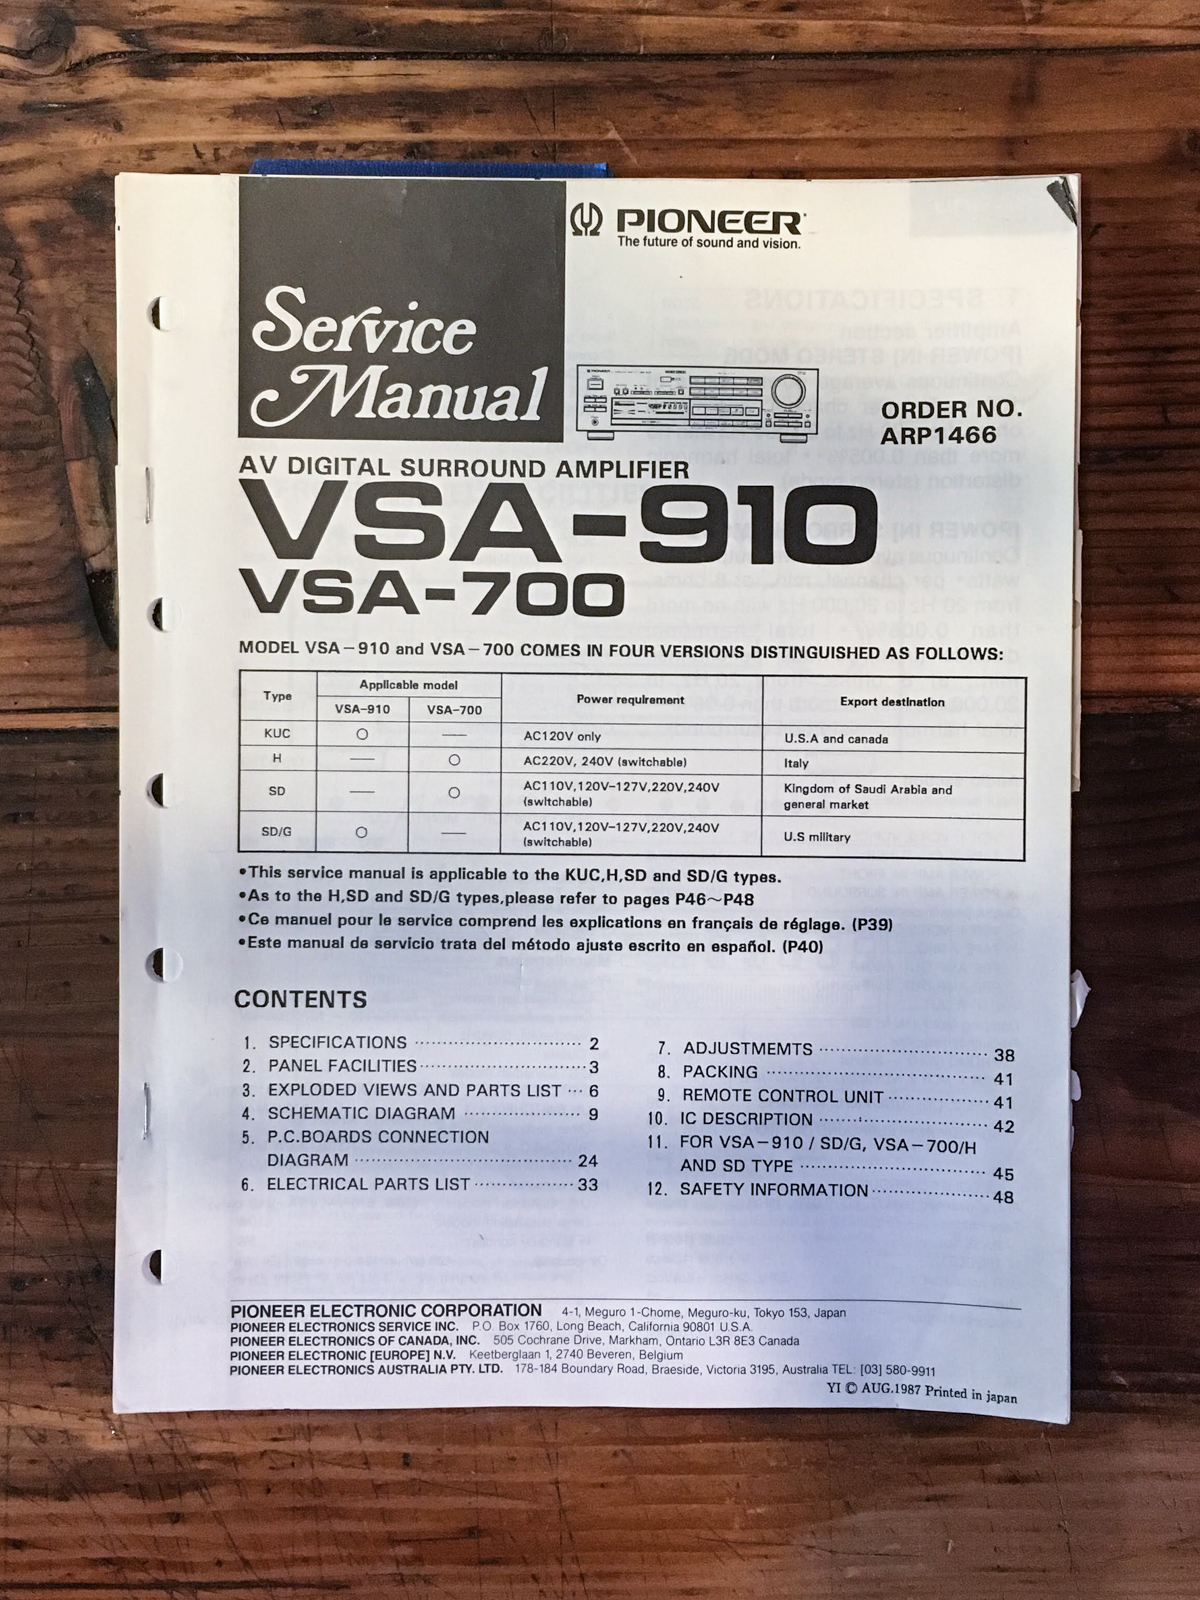 PIONEER
The future of sound and vision.
Service
Manual
ORDER NO.
ARP1466
AV DIGITAL SURROUND AMPLIFIER
VSA-910
VSA-700
MODEL VSA-910 and VSA-700 COMES IN FOUR VERSIONS DISTINGUISHED AS FOLLOWS:
Type Applicable model Power requirement Export destination
VSA-910 VSA-700
KUC ○ — AC120V only U.S.A and canada
H — ○ AC220V, 240V (switchable) Italy
SD — ○ AC110V,120V-127V,220V,240V (switchable) Kingdom of Saudi Arabia and general market
SD/G ○ — AC110V,120V-127V,220V,240V (switchable) U.S military
•This service manual is applicable to the KUC,H,SD and SD/G types.
•As to the H,SD and SD/G types,please refer to pages P46~P48
•Ce manuel pour le service comprend les explications en français de réglage. (P39)
•Este manual de servicio trata del método ajuste escrito en español. (P40)
CONTENTS
1. SPECIFICATIONS 2
2. PANEL FACILITIES 3
3. EXPLODED VIEWS AND PARTS LIST 6
4. SCHEMATIC DIAGRAM 9
5. P.C.BOARDS CONNECTION
DIAGRAM 24
6. ELECTRICAL PARTS LIST 33
7. ADJUSTMEMTS 38
8. PACKING 41
9. REMOTE CONTROL UNIT 41
10. IC DESCRIPTION 42
11. FOR VSA-910 / SD/G, VSA-700/H
AND SD TYPE 45
12. SAFETY INFORMATION 48
PIONEER ELECTRONIC CORPORATION 4-1, Meguro 1-Chome, Meguro-ku, Tokyo 153, Japan
PIONEER ELECTRONICS SERVICE INC. P.O. Box 1760, Long Beach, California 90801 U.S.A.
PIONEER ELECTRONICS OF CANADA, INC. 505 Cochrane Drive, Markham, Ontario L3R 8E3 Canada
PIONEER ELECTRONIC [EUROPE] N.V. Keetberglaan 1, 2740 Beveren, Belgium
PIONEER ELECTRONICS AUSTRALIA PTY. LTD. 178-184 Boundary Road, Braeside, Victoria 3195, Australia TEL: [03] 580-9911
YI © AUG.1987 Printed in japan